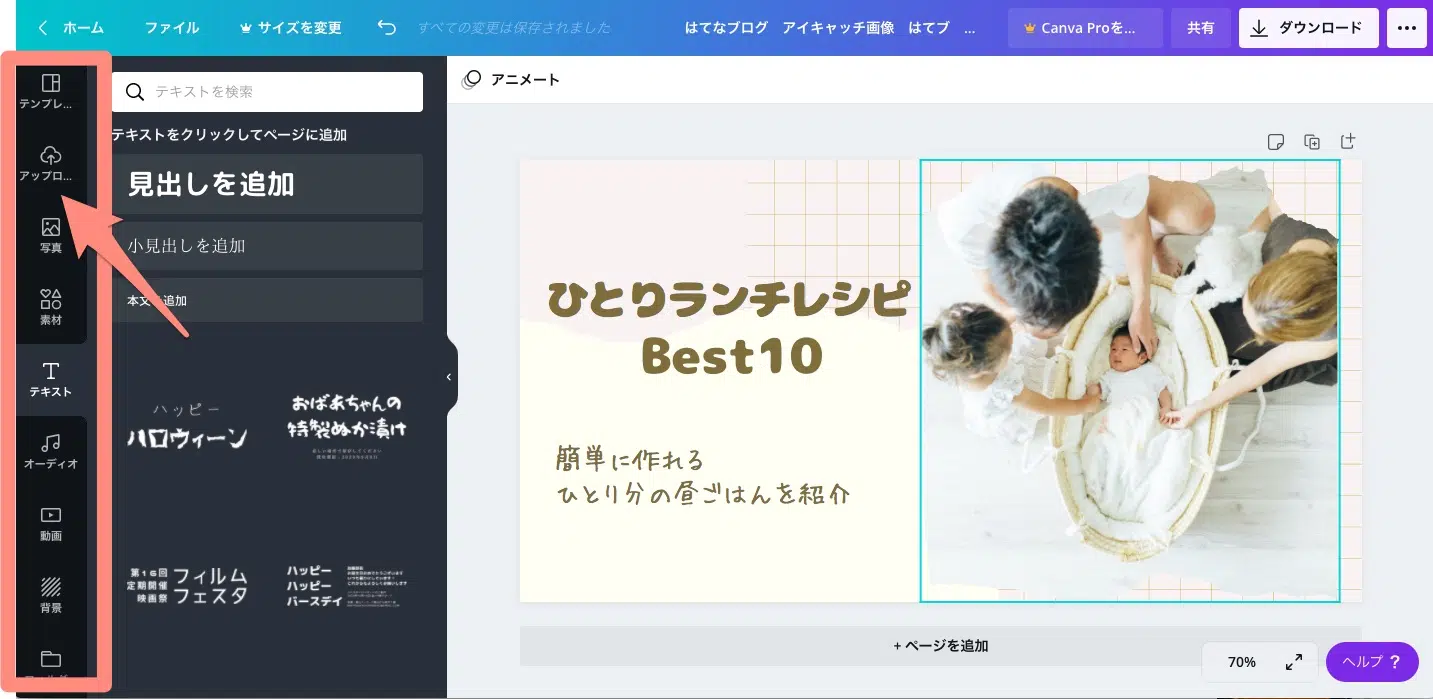 ホーム
ファイル
サイズを変更
すべての変更は保存されました
はてなブログ アイキャッチ画像 はてブ ...
Canva Proを...
共有
ダウンロード
テンプレ...
アップロ...
写真
素材
テキスト
オーディオ
動画
背景
テキストを検索
テキストをクリックしてページに追加
見出しを追加
小見出しを追加
本文 追加
ハッピー
ハロウィーン
おばあちゃんの
特製ぬか漬け
第16回
定期開催
映画祭
フィルム
フェスタ
ハッピー
ハッピー
バースデイ
アニメート
ひとりランチレシピ
Best10
簡単に作れる
ひとり分の昼ごはんを紹介
+ ページを追加
70%
ヘルプ ?